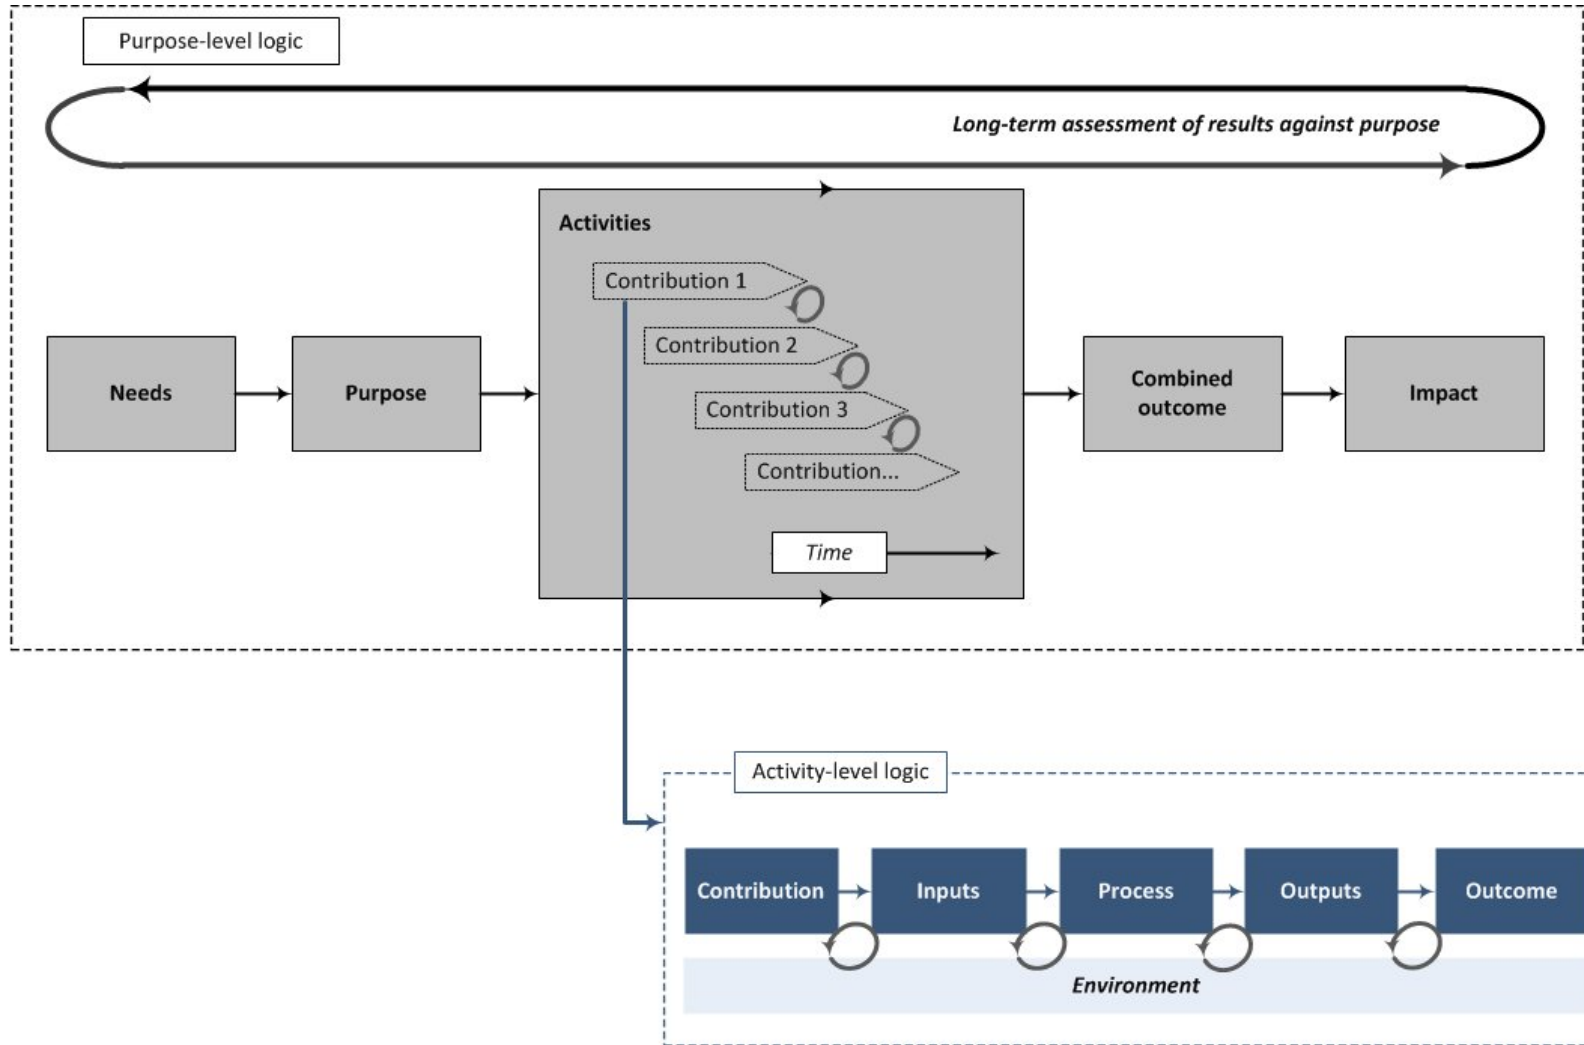 Purpose-level logic
Long-term assessment of results against purpose
Activities
Contribution 1
Contribution 2
Contribution 3
Contribution...
Time
Needs
Purpose
Combined
outcome
Impact
Activity-level logic
Contribution
Inputs
Process
Outputs
Outcome
Environment